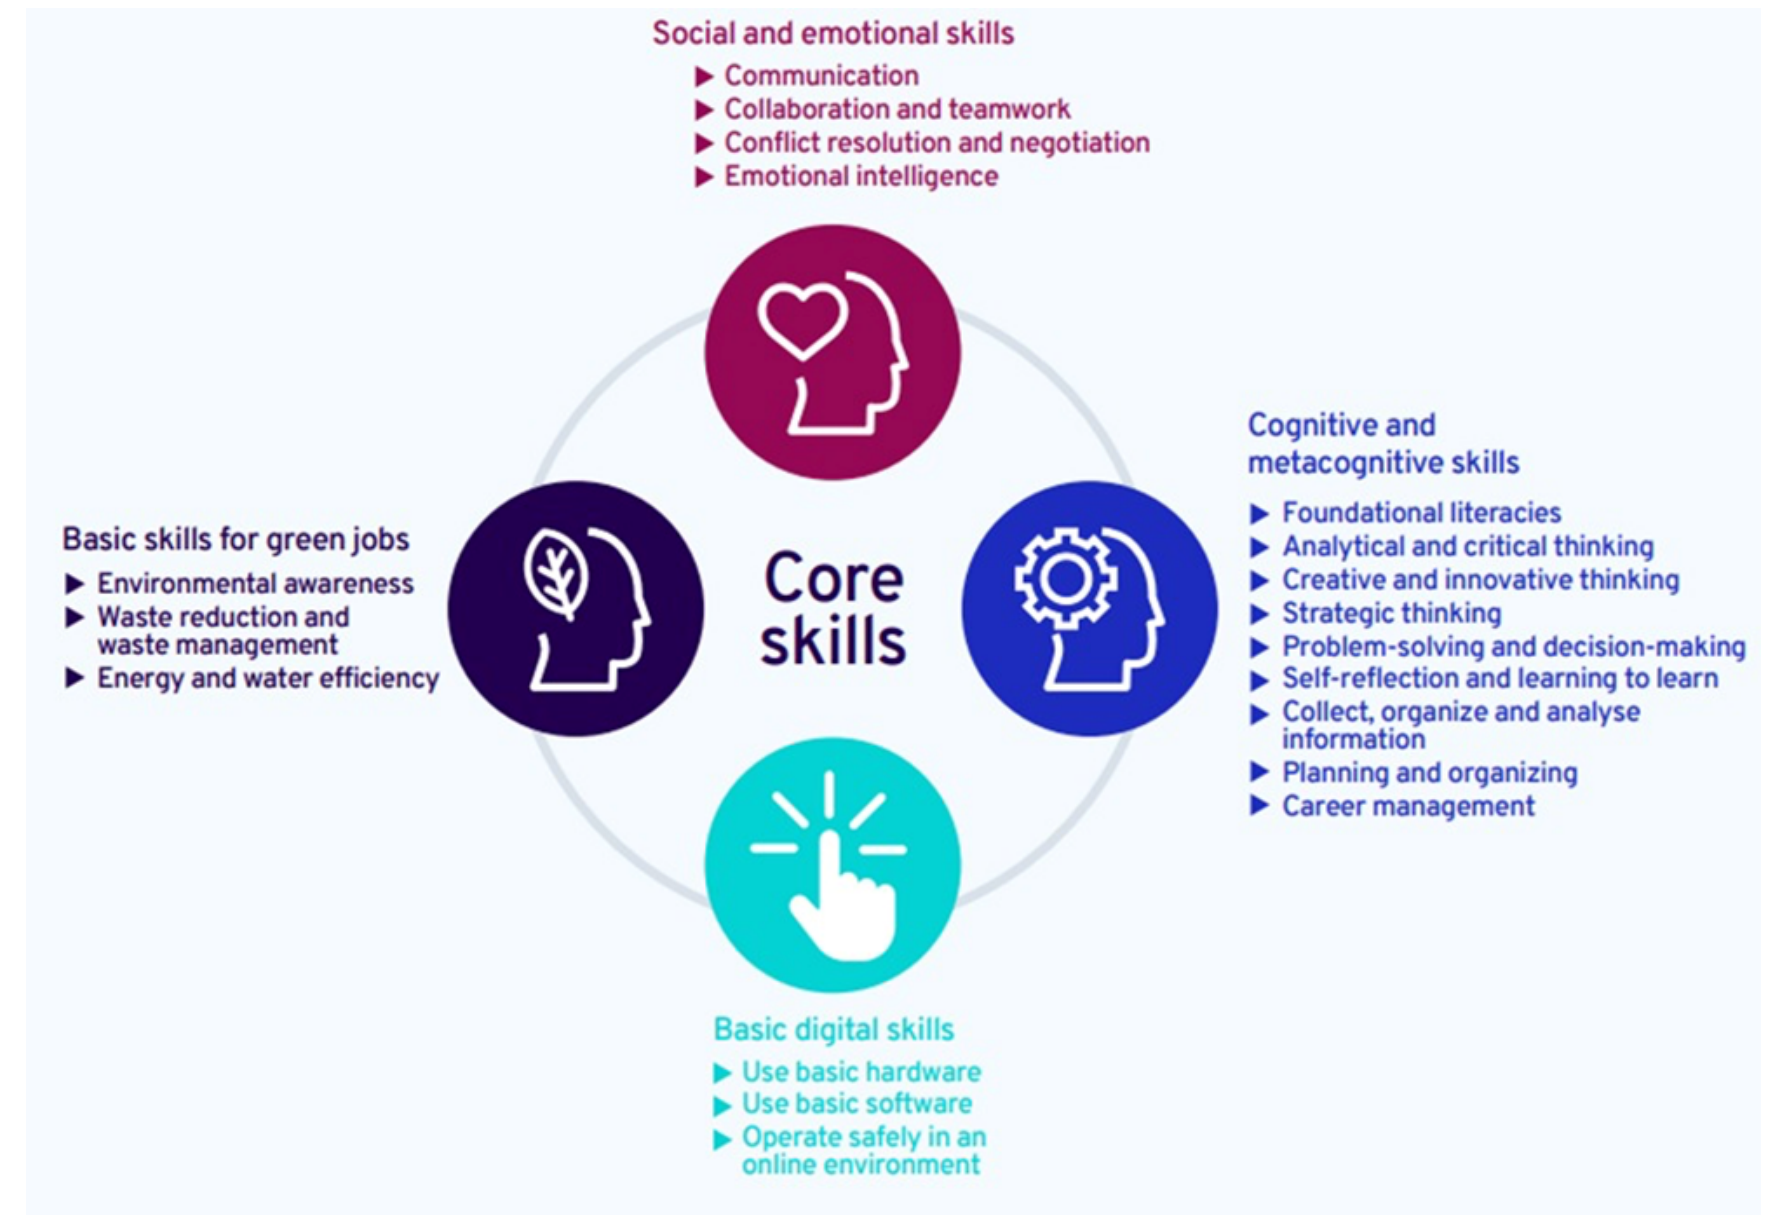 Social and emotional skills
▶ Communication
▶ Collaboration and teamwork
▶ Conflict resolution and negotiation
▶ Emotional intelligence
Cognitive and
metacognitive skills
▶ Foundational literacies
▶ Analytical and critical thinking
▶ Creative and innovative thinking
▶ Strategic thinking
▶ Problem-solving and decision-making
▶ Self-reflection and learning to learn
▶ Collect, organize and analyse
information
▶ Planning and organizing
▶ Career management
Basic skills for green jobs
▶ Environmental awareness
▶ Waste reduction and
waste management
▶ Energy and water efficiency
Core
skills
Basic digital skills
▶ Use basic hardware
▶ Use basic software
▶ Operate safely in an
online environment